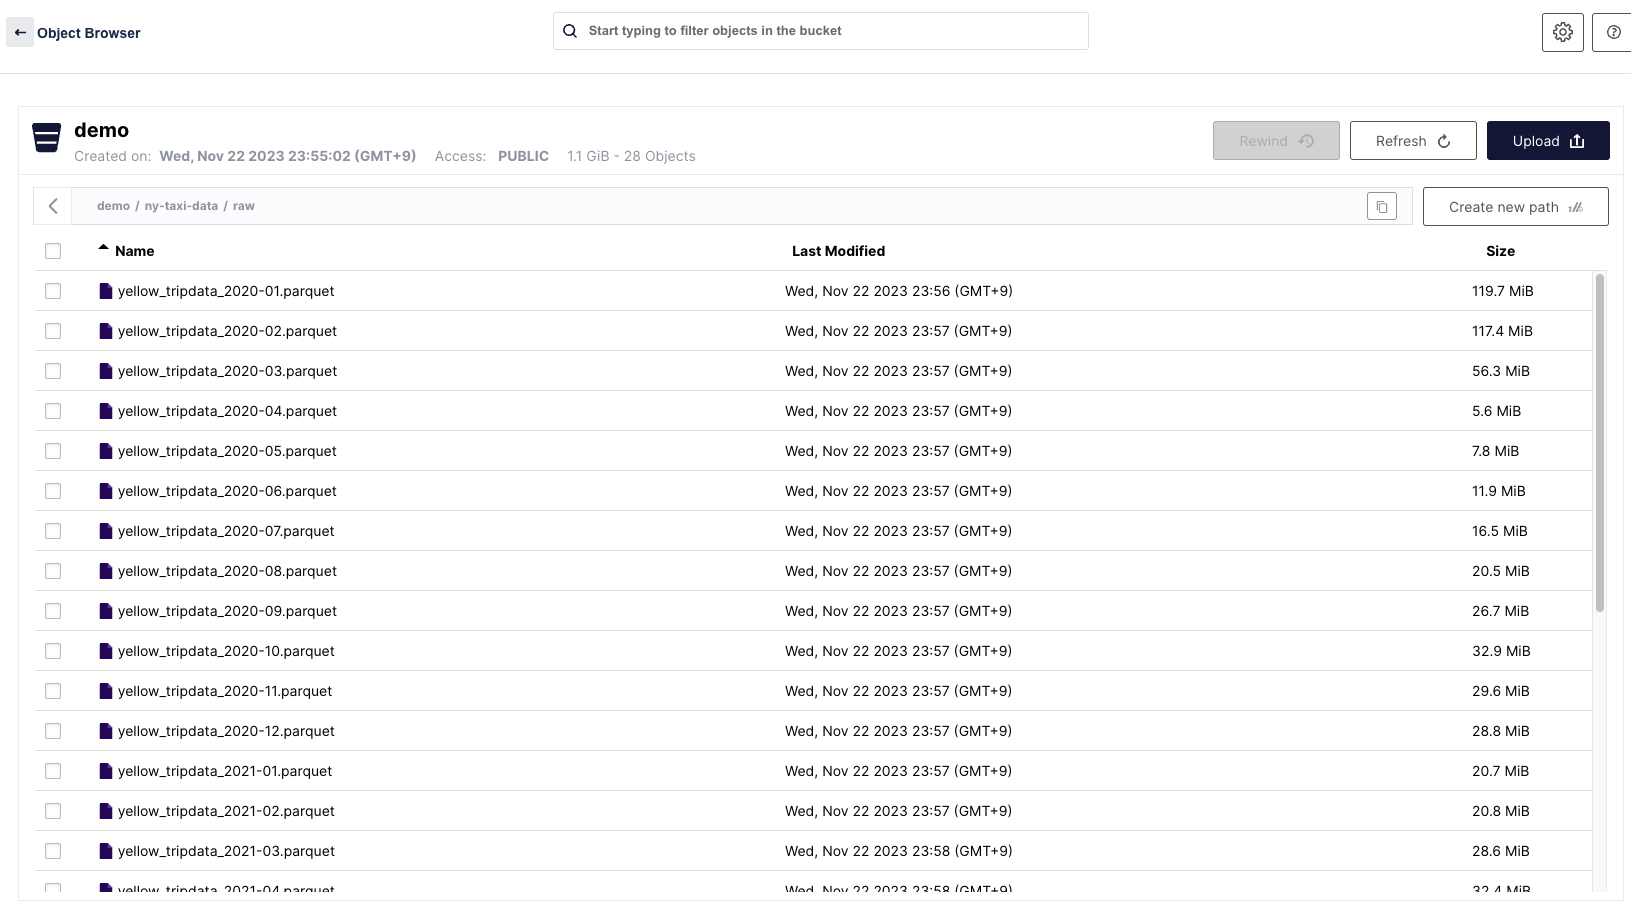 Object Browser
Start typing to filter objects in the bucket
demo
Created on: Wed, Nov 22 2023 23:55:02 (GMT+9) Access: PUBLIC 1.1 GiB - 28 Objects
Rewind Refresh Upload
demo / ny-taxi-data / raw
Create new path
Name Last Modified Size
yellow_tripdata_2020-01.parquet Wed, Nov 22 2023 23:56 (GMT+9) 119.7 MiB
yellow_tripdata_2020-02.parquet Wed, Nov 22 2023 23:57 (GMT+9) 117.4 MiB
yellow_tripdata_2020-03.parquet Wed, Nov 22 2023 23:57 (GMT+9) 56.3 MiB
yellow_tripdata_2020-04.parquet Wed, Nov 22 2023 23:57 (GMT+9) 5.6 MiB
yellow_tripdata_2020-05.parquet Wed, Nov 22 2023 23:57 (GMT+9) 7.8 MiB
yellow_tripdata_2020-06.parquet Wed, Nov 22 2023 23:57 (GMT+9) 11.9 MiB
yellow_tripdata_2020-07.parquet Wed, Nov 22 2023 23:57 (GMT+9) 16.5 MiB
yellow_tripdata_2020-08.parquet Wed, Nov 22 2023 23:57 (GMT+9) 20.5 MiB
yellow_tripdata_2020-09.parquet Wed, Nov 22 2023 23:57 (GMT+9) 26.7 MiB
yellow_tripdata_2020-10.parquet Wed, Nov 22 2023 23:57 (GMT+9) 32.9 MiB
yellow_tripdata_2020-11.parquet Wed, Nov 22 2023 23:57 (GMT+9) 29.6 MiB
yellow_tripdata_2020-12.parquet Wed, Nov 22 2023 23:57 (GMT+9) 28.8 MiB
yellow_tripdata_2021-01.parquet Wed, Nov 22 2023 23:57 (GMT+9) 20.7 MiB
yellow_tripdata_2021-02.parquet Wed, Nov 22 2023 23:57 (GMT+9) 20.8 MiB
yellow_tripdata_2021-03.parquet Wed, Nov 22 2023 23:58 (GMT+9) 28.6 MiB
yellow_tripdata_2021-04.parquet Wed, Nov 22 2023 23:58 (GMT+9) 32.4 MiB